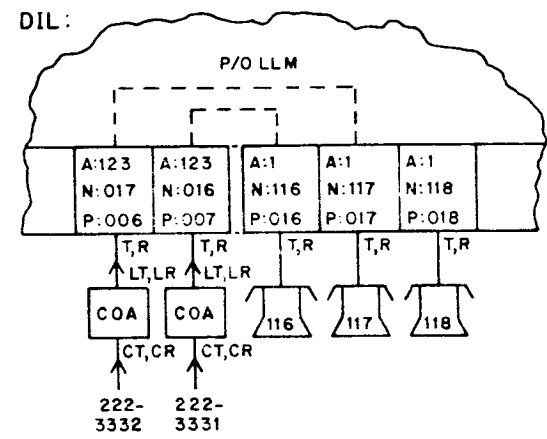 DIL:
P/O LLM
A:123 A:123 A:1 A:1 A:1
N:017 N:016 N:116 N:117 N:118
P:006 P:007 P:016 P:017 P:018
T,R T,R T,R T,R T,R
LT,LR LT,LR
COA COA 116 117 118
CT,CR CT,CR
222- 222-
3332 3331